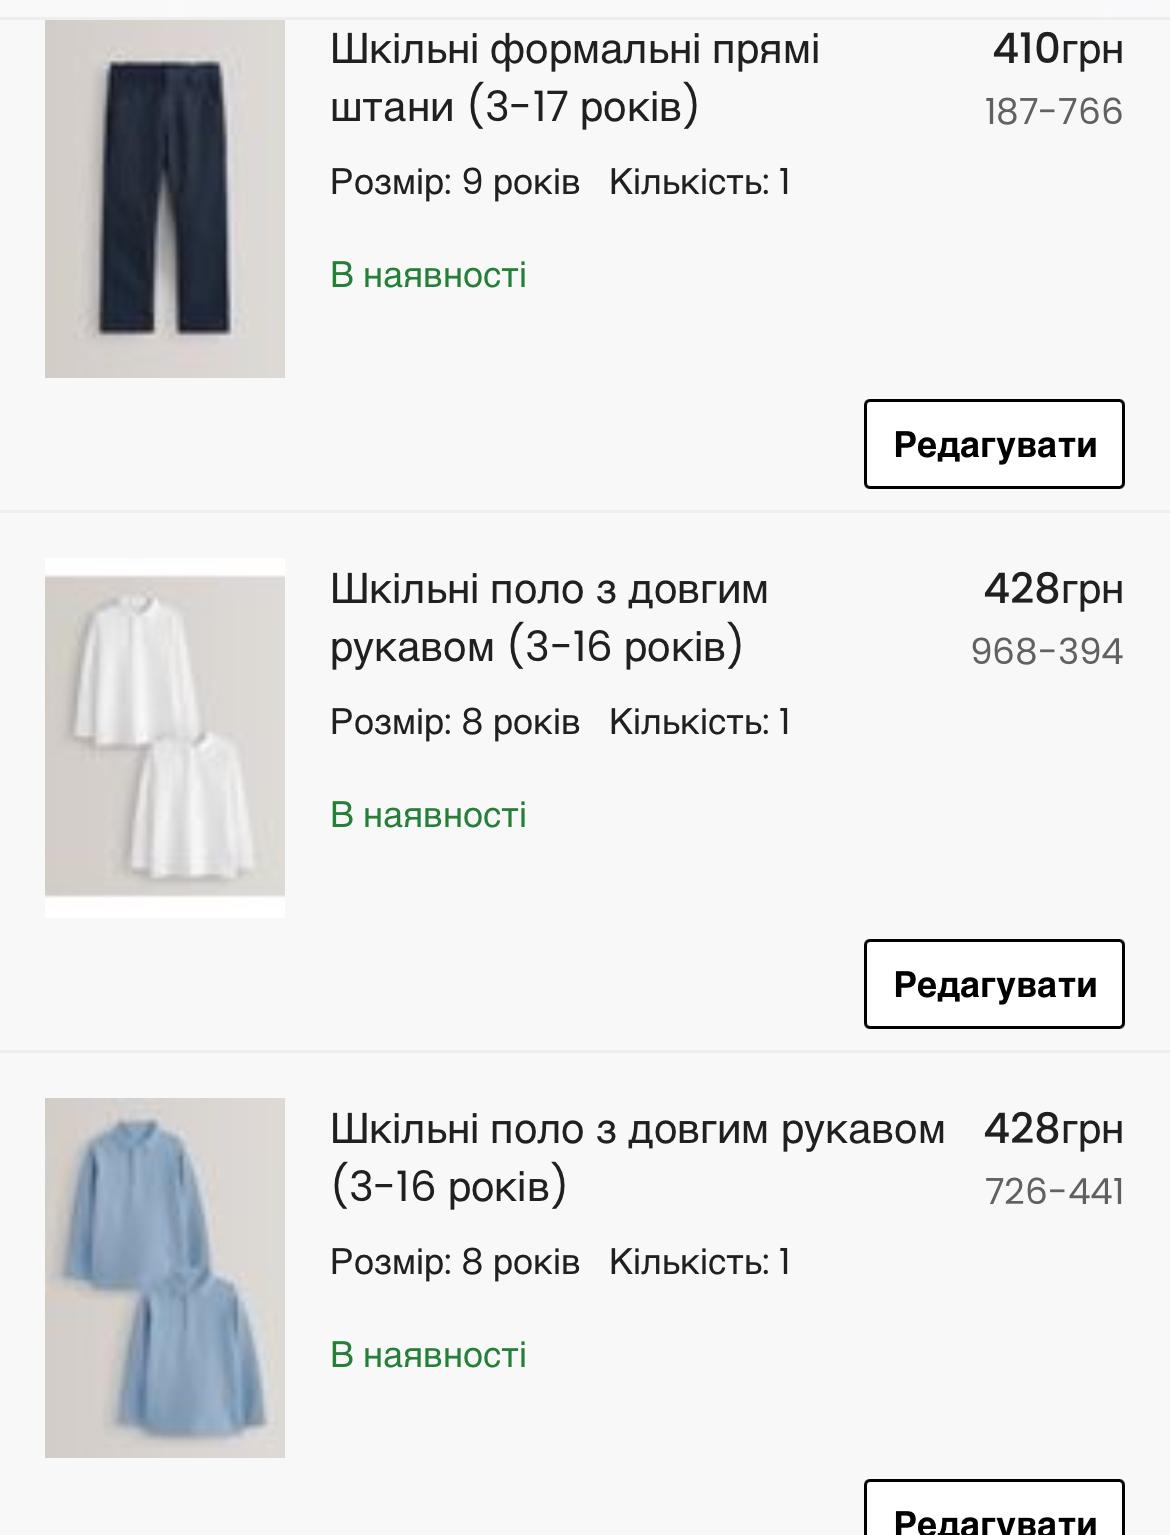 Шкільні формальні прямі
штани (3-17 років)
410грн
187-766
Розмір: 9 років Кількість: 1
В наявності
Редагувати
Шкільні поло з довгим
рукавом (3-16 років)
428грн
968-394
Розмір: 8 років Кількість: 1
В наявності
Редагувати
Шкільні поло з довгим рукавом
(3-16 років)
428грн
726-441
Розмір: 8 років Кількість: 1
В наявності
Редагувати